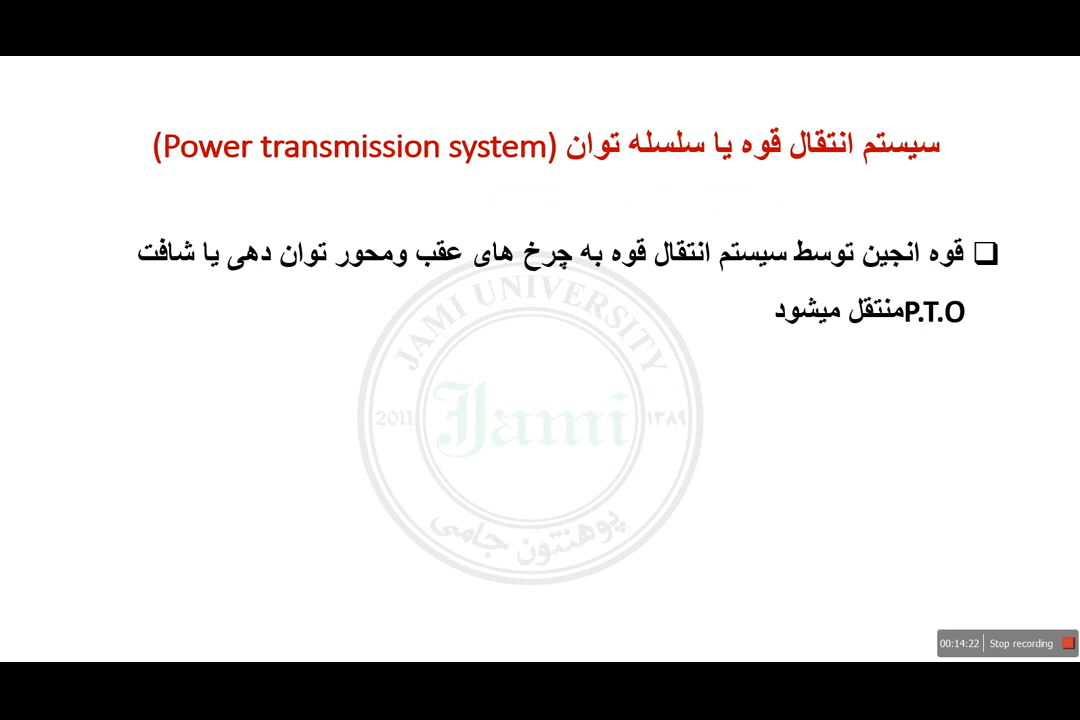 سیستم انتقال قوه یا سلسله توان (Power transmission system)
❑ قوه انجین توسط سیستم انتقال قوه به چرخ های عقب ومحور توان دهی یا شافت
P.T.Oمنتقل میشود
JAMI UNIVERSITY
2011 Jami ۱۳۸۹
پوهنتون جامی
00:14:22 Stop recording